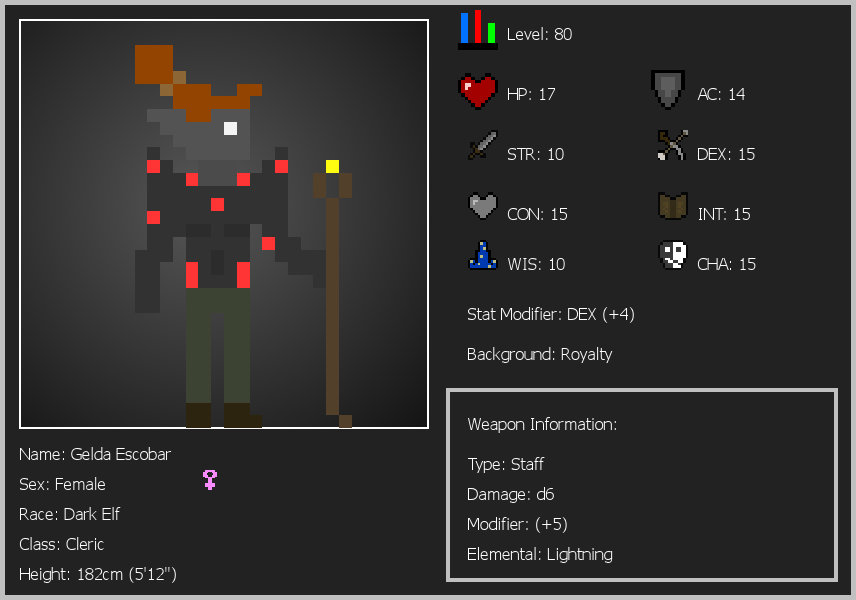 Level: 80
HP: 17
AC: 14
STR: 10
DEX: 15
CON: 15
INT: 15
WIS: 10
CHA: 15
Stat Modifier: DEX (+4)
Background: Royalty
Weapon Information:
Type: Staff
Damage: d6
Modifier: (+5)
Elemental: Lightning
Name: Gelda Escobar
Sex: Female
Race: Dark Elf
Class: Cleric
Height: 182cm (5'12")